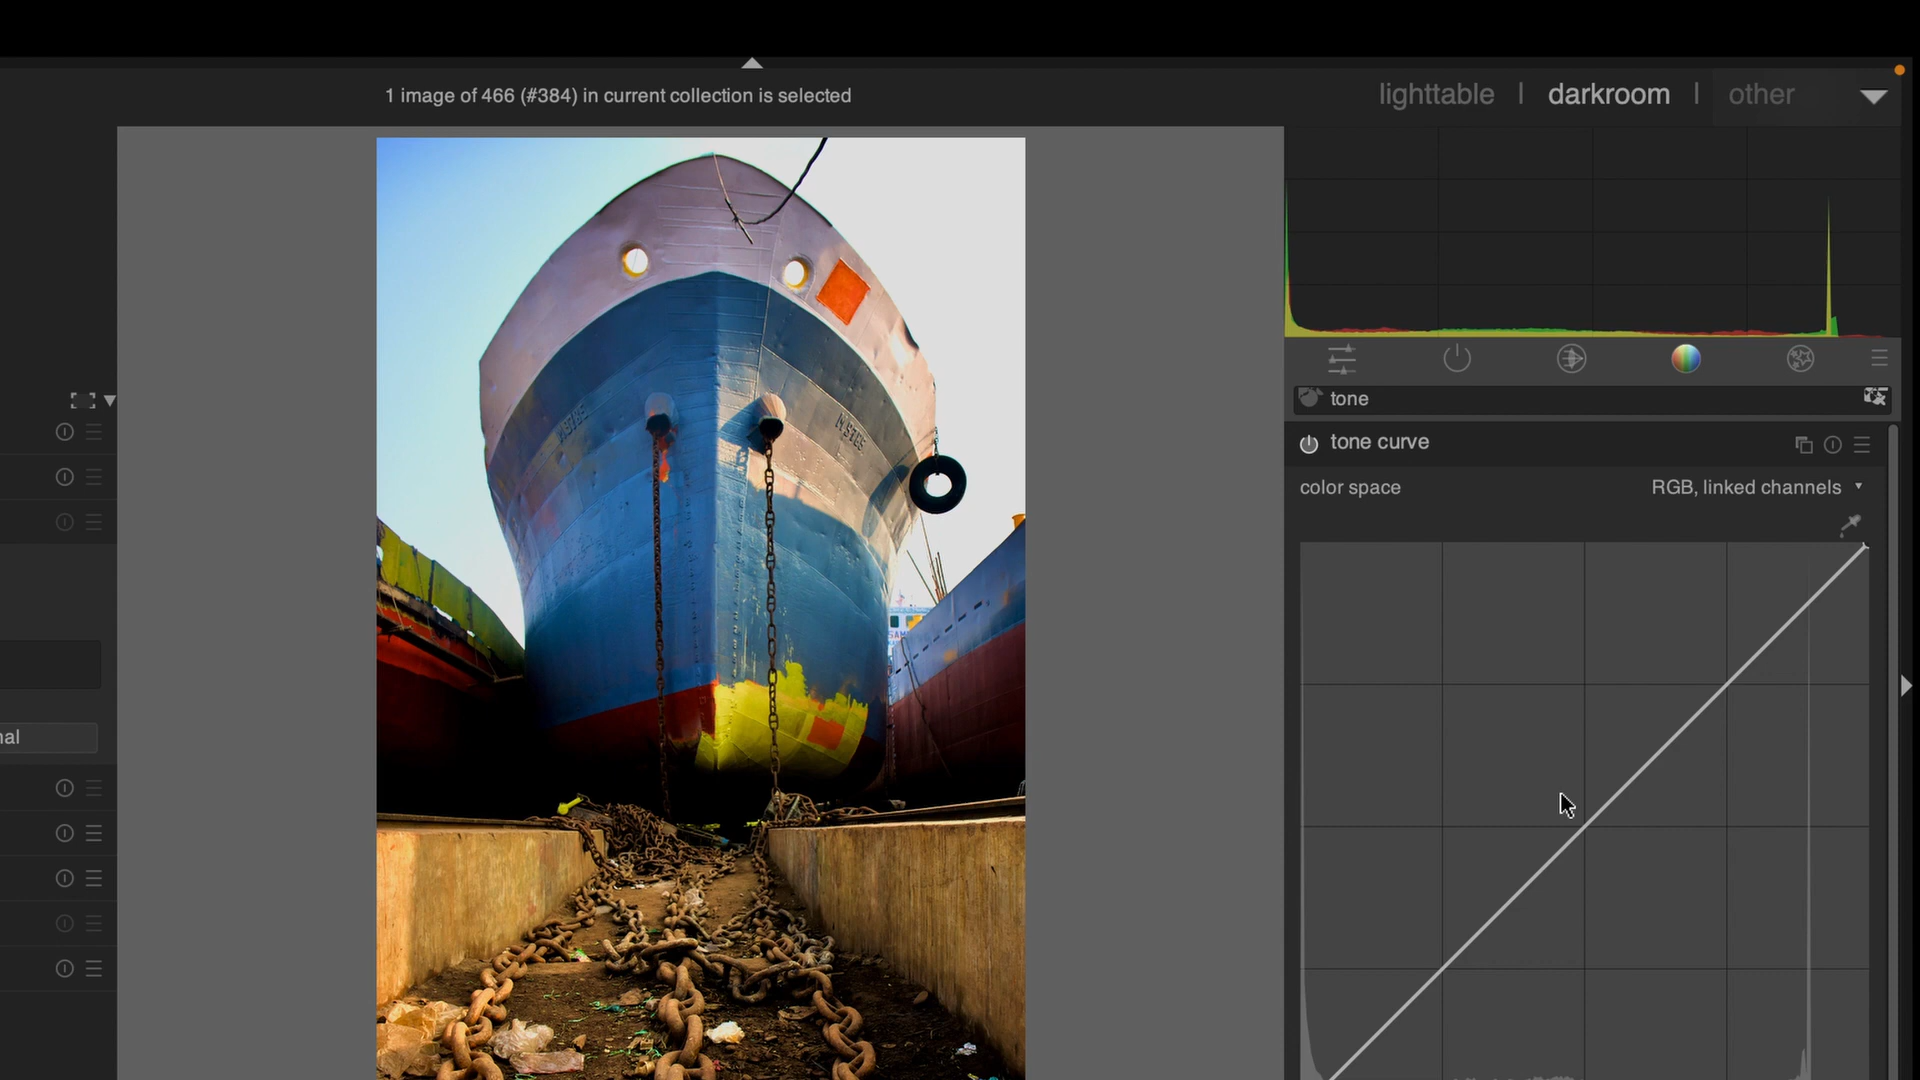 1 image of 466 (#384) in current collection is selected
lighttable | darkroom | other
tone
tone curve
color space RGB, linked channels
nal